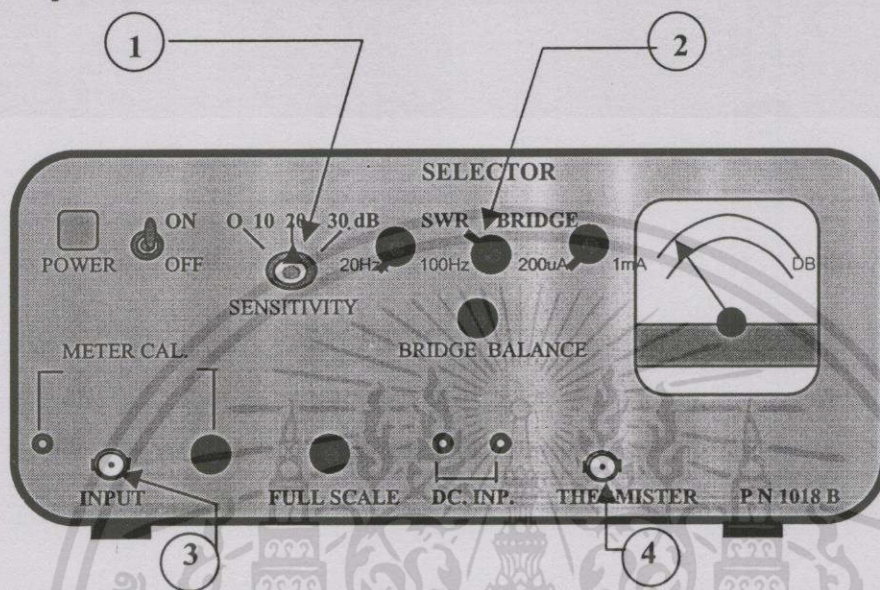 1
2
SELECTOR
ON
O 10 20 30 dB
SWR BRIDGE
POWER
OFF
20Hz
100Hz
200uA
1mA
DB
SENSITIVITY
METER CAL.
BRIDGE BALANCE
INPUT
FULL SCALE
DC. INP.
THERMISTER
P N 1018 B
3
4